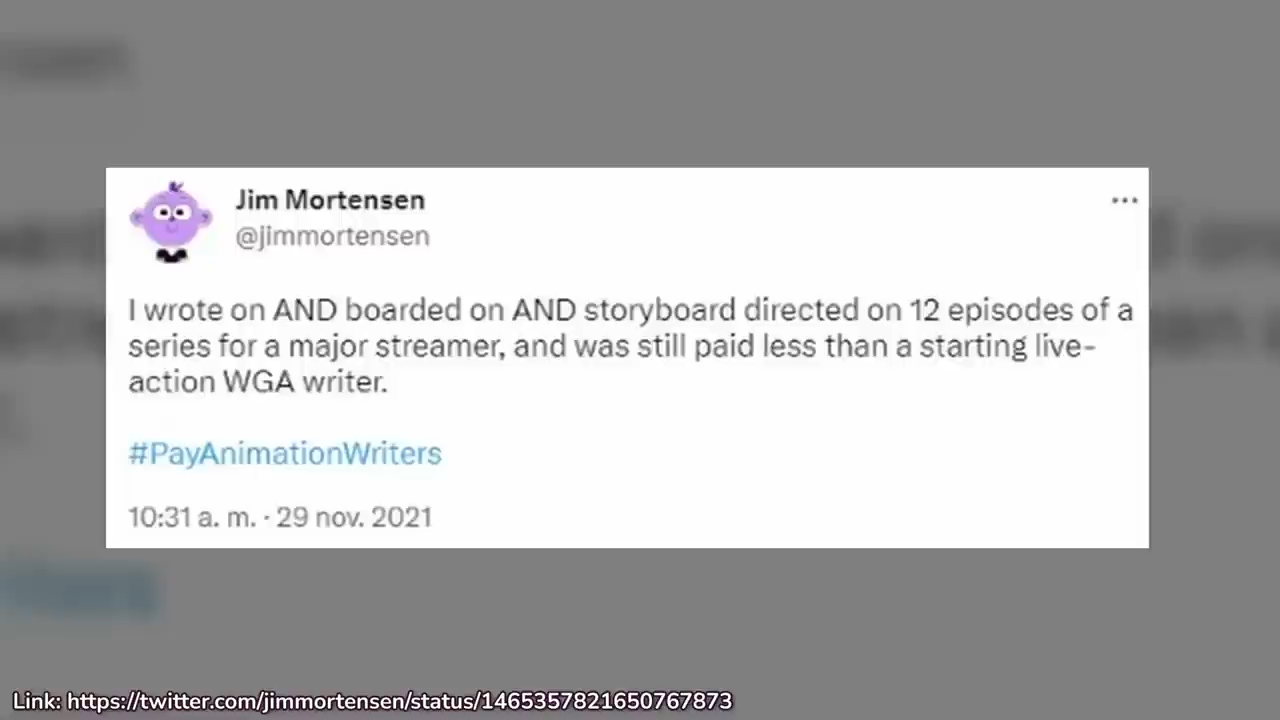 Jim Mortensen
@jimmortensen
I wrote on AND boarded on AND storyboard directed on 12 episodes of a
series for a major streamer, and was still paid less than a starting live-
action WGA writer.
#PayAnimationWriters
10:31 a. m. · 29 nov. 2021
Link: https://twitter.com/jimmortensen/status/1465357821650767873